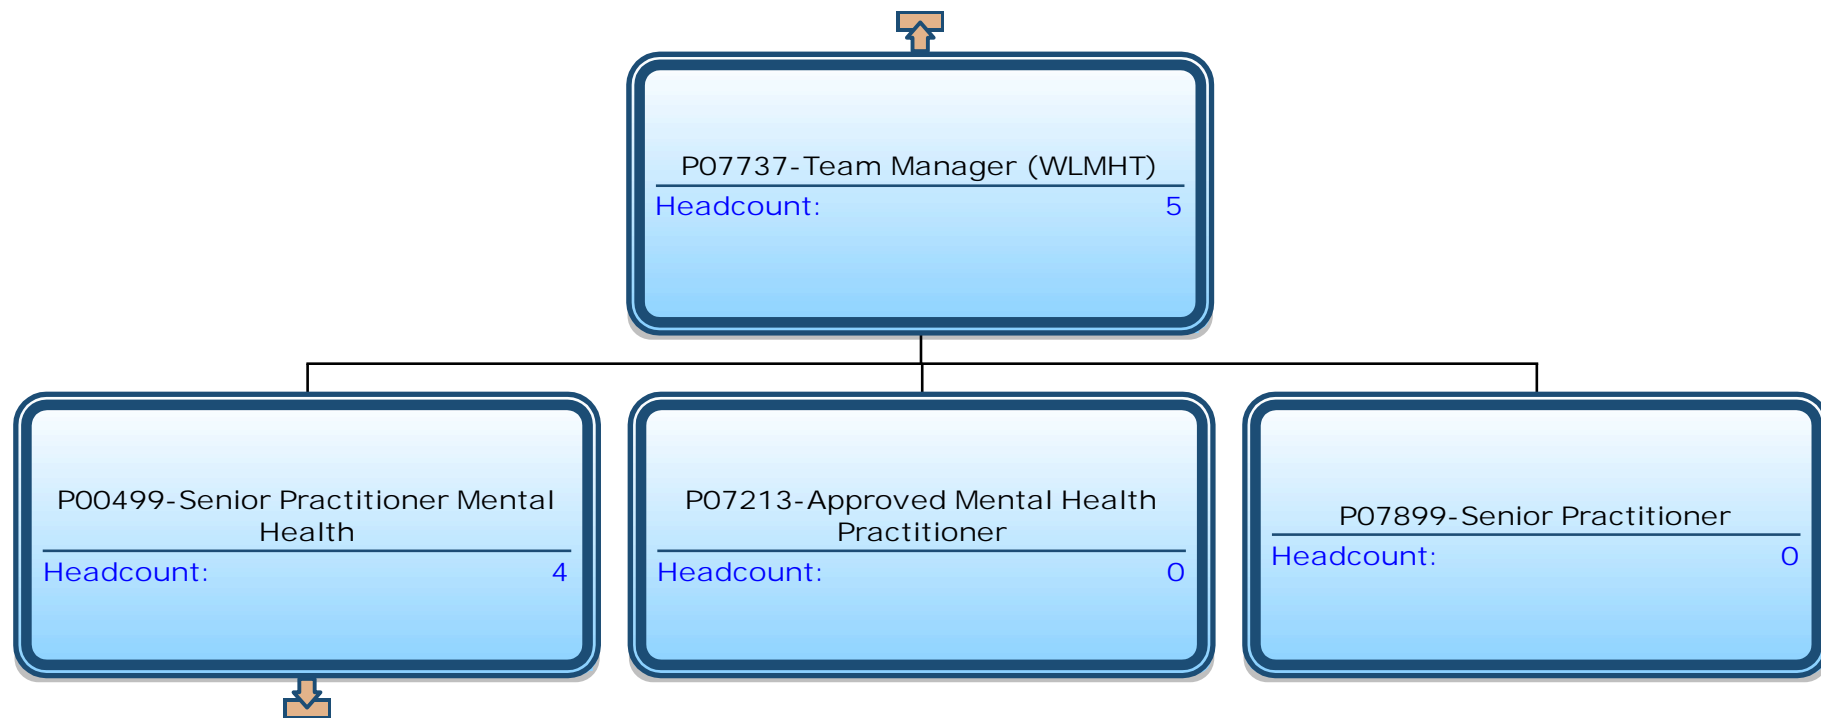 P07737-Team Manager (WLMHT)
Headcount: 5
P00499-Senior Practitioner Mental
Health
Headcount: 4
P07213-Approved Mental Health
Practitioner
Headcount: 0
P07899-Senior Practitioner
Headcount: 0